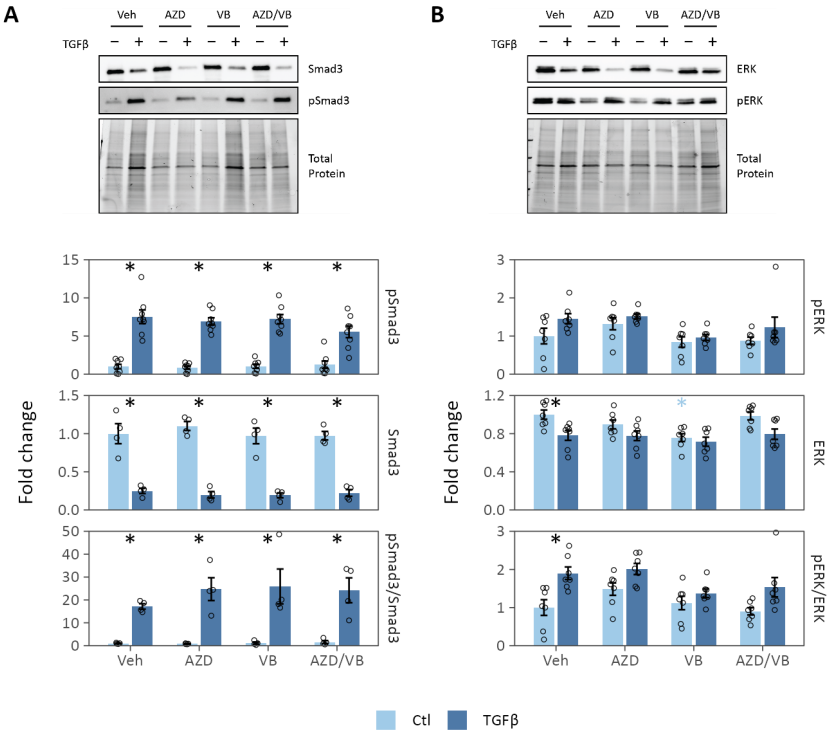 A
Veh AZD VB AZD/VB
TGFβ − + − + − + − +
Smad3
pSmad3
Total
Protein
B
Veh AZD VB AZD/VB
TGFβ − + − + − + − +
ERK
pERK
Total
Protein
Fold change
15
10
5
0
* * * *
pSmad3
1.5
1.0
0.5
0.0
* * * *
Smad3
50
40
30
20
10
0
* * * *
pSmad3/Smad3
Veh AZD VB AZD/VB
Fold change
3
2
1
0
pERK
1.2
0.8
0.4
0.0
* *
ERK
3
2
1
0
*
pERK/ERK
Veh AZD VB AZD/VB
Ctl TGFβ